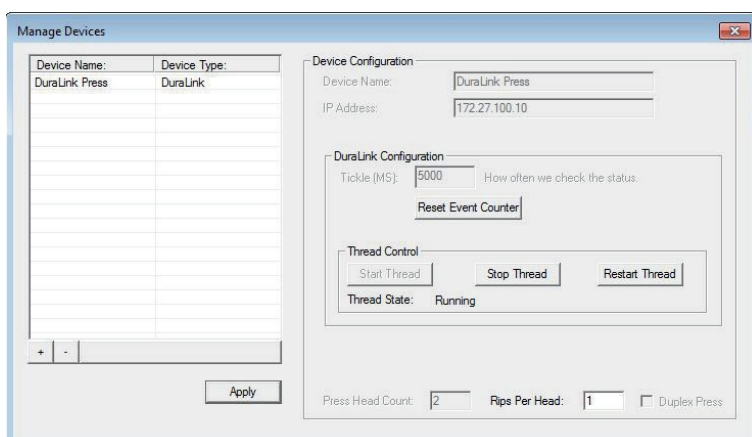 Manage Devices
Device Name: Device Type:
DuraLink Press DuraLink
+ -
Apply
Device Configuration
Device Name: DuraLink Press
IP Address: 172.27.100.10
DuraLink Configuration
Tickle (MS): 5000 How often we check the status.
Reset Event Counter
Thread Control
Start Thread Stop Thread Restart Thread
Thread State: Running
Press Head Count: 2 Rips Per Head: 1 Duplex Press